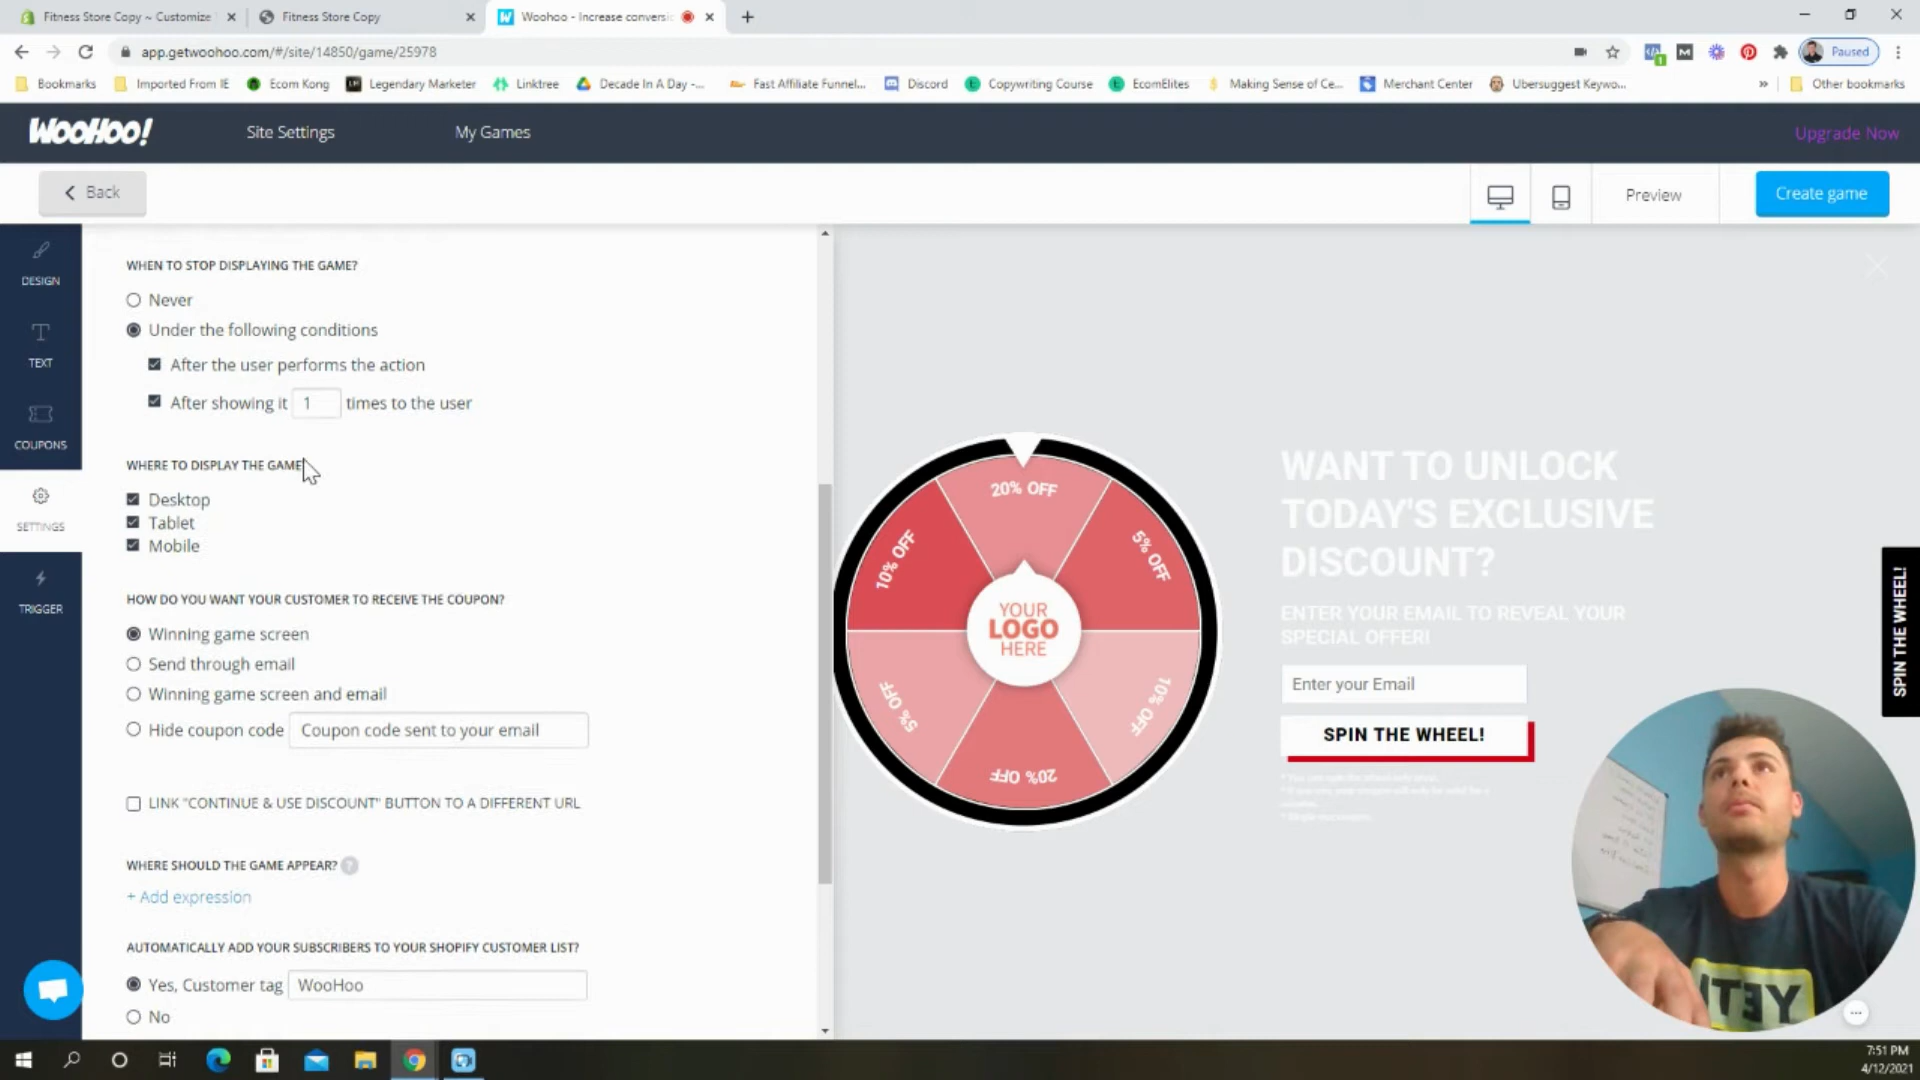 Fitness Store Copy ~ Customize
Fitness Store Copy
Woohoo - Increase conversi
app.getwoohoo.com/#/site/14850/game/25978
Paused
Bookmarks
Imported From IE
Ecom Kong
Legendary Marketer
Linktree
Decade In A Day -...
Fast Affiliate Funnel...
Discord
Copywriting Course
EcomElites
Making Sense of Ce...
Merchant Center
Ubersuggest Keywo...
Other bookmarks
WOOHOO!
Site Settings
My Games
Upgrade Now
Back
Preview
Create game
DESIGN
TEXT
COUPONS
SETTINGS
TRIGGER
WHEN TO STOP DISPLAYING THE GAME?
Never
Under the following conditions
After the user performs the action
After showing it 1 times to the user
WHERE TO DISPLAY THE GAME
Desktop
Tablet
Mobile
HOW DO YOU WANT YOUR CUSTOMER TO RECEIVE THE COUPON?
Winning game screen
Send through email
Winning game screen and email
Hide coupon code Coupon code sent to your email
LINK "CONTINUE & USE DISCOUNT" BUTTON TO A DIFFERENT URL
WHERE SHOULD THE GAME APPEAR? ?
+ Add expression
AUTOMATICALLY ADD YOUR SUBSCRIBERS TO YOUR SHOPIFY CUSTOMER LIST?
Yes, Customer tag WooHoo
No
20% OFF
5% OFF
10% OFF
20% OFF
5% OFF
10% OFF
YOUR
LOGO
HERE
WANT TO UNLOCK
TODAY'S EXCLUSIVE
DISCOUNT?
ENTER YOUR EMAIL TO REVEAL YOUR
SPECIAL OFFER!
Enter your Email
SPIN THE WHEEL!
SPIN THE WHEEL!
7:51 PM
4/12/2021